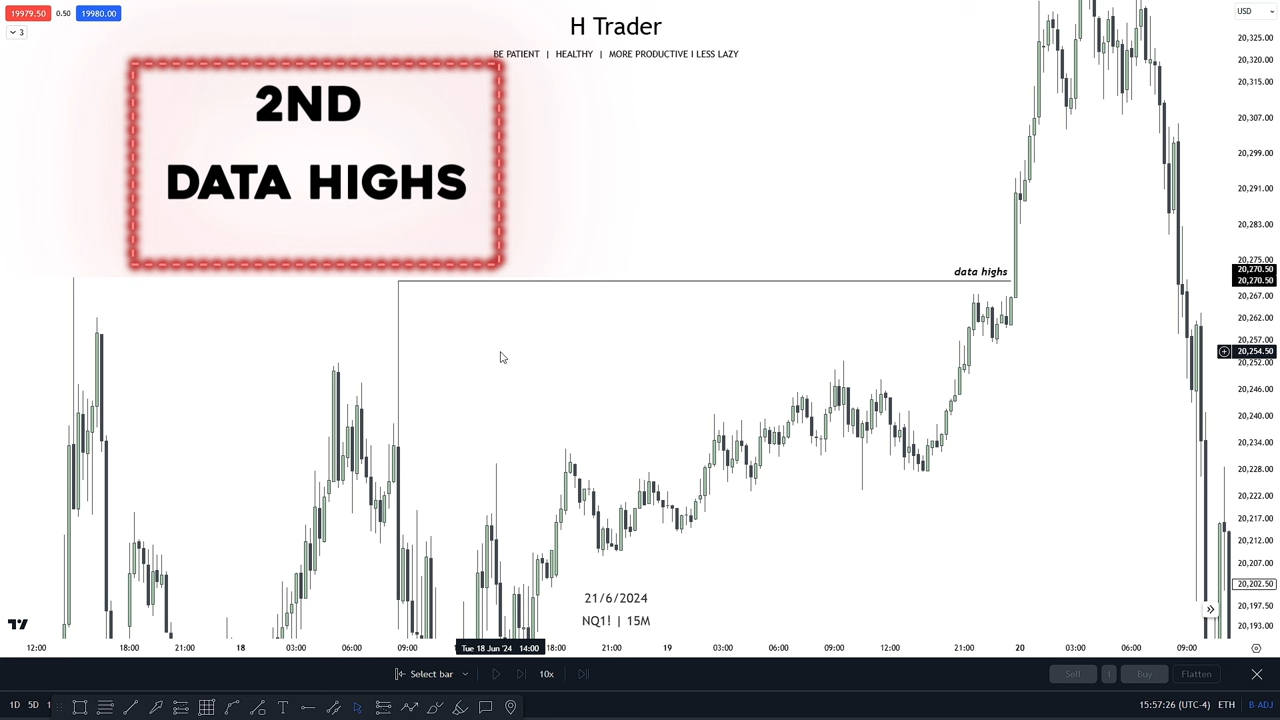 19979.50 0.50 19980.00
3
H Trader
BE PATIENT | HEALTHY | MORE PRODUCTIVE I LESS LAZY
USD
2ND
DATA HIGHS
data highs
20,325.00
20,320.00
20,315.00
20,307.00
20,299.00
20,291.00
20,283.00
20,275.00
20,270.50
20,270.50
20,267.00
20,262.00
20,257.00
20,254.50
20,252.00
20,246.00
20,240.00
20,234.00
20,228.00
20,222.00
20,217.00
20,212.00
20,207.00
20,202.50
20,197.50
20,193.00
21/6/2024
NQ1! | 15M
12:00 18:00 21:00 18 03:00 06:00 09:00 Tue 18 Jun '24 14:00 18:00 21:00 19 03:00 06:00 09:00 12:00 18:00 21:00 20 03:00 06:00 09:00
Select bar 10x Sell Buy Flatten
1D 5D 1 15:57:26 (UTC-4) ETH B-ADJ